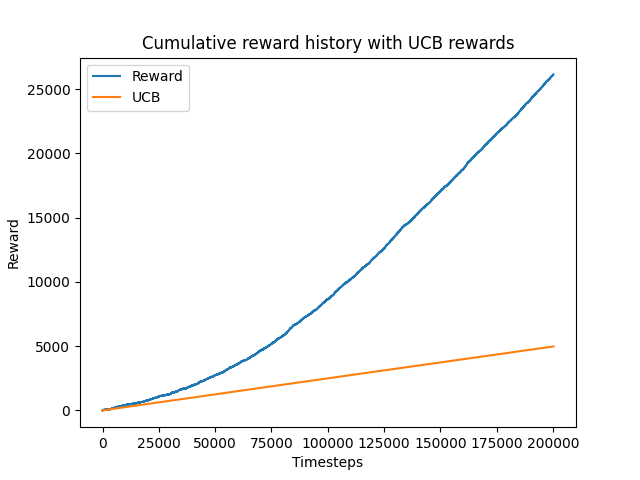 Cumulative reward history with UCB rewards
Reward
UCB
25000
20000
15000
10000
5000
0
Reward
0 25000 50000 75000 100000 125000 150000 175000 200000
Timesteps